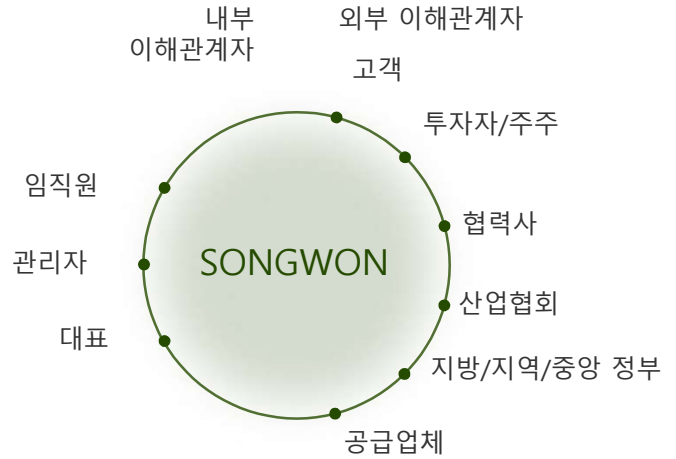 내부
이해관계자
외부 이해관계자
고객
투자자/주주
임직원
협력사
관리자
SONGWON
산업협회
대표
지방/지역/중앙 정부
공급업체